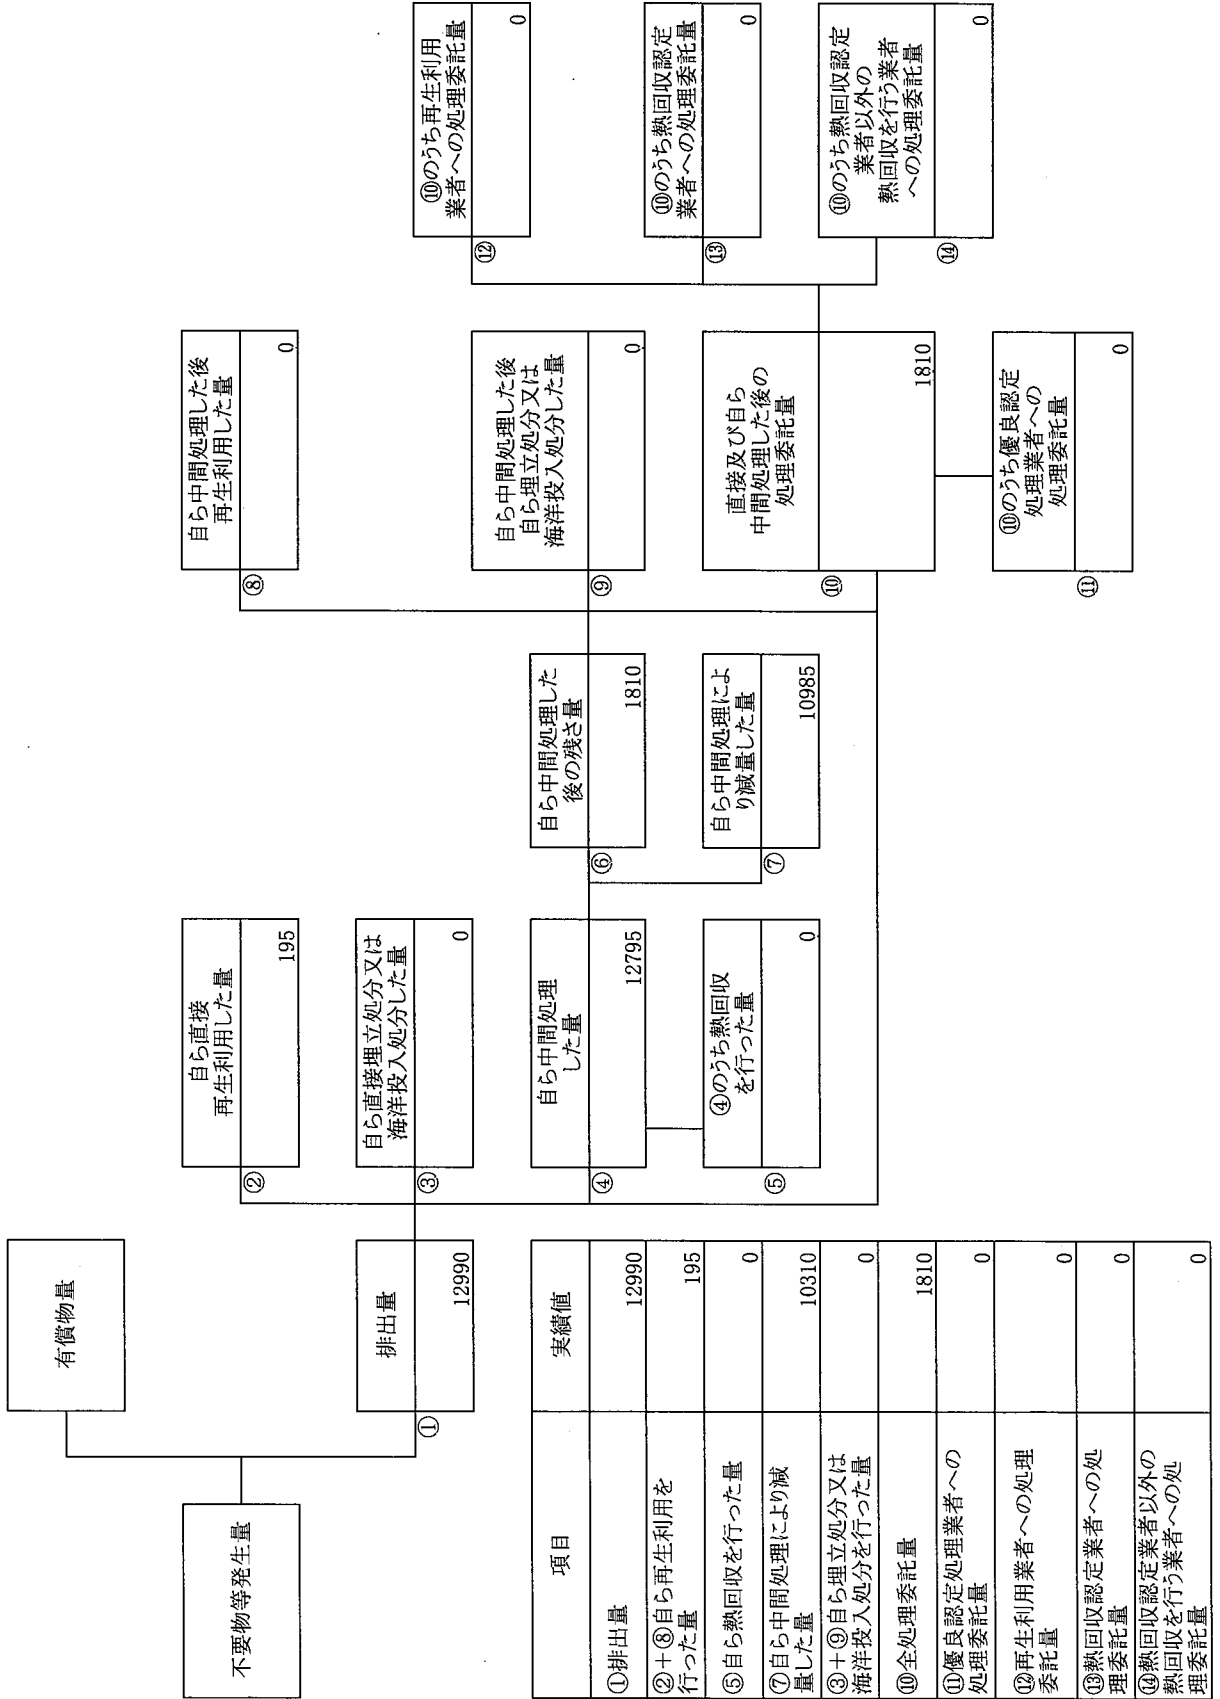 有償物量
不要物等発生量
①
排出量
12990
②
自ら直接
再生利用した量
195
③
自ら直接埋立処分又は
海洋投入処分した量
0
④
自ら中間処理
した量
12795
⑤
④のうち熱回収
を行った量
0
⑥
自ら中間処理した
後の残さ量
1810
⑦
自ら中間処理によ
り減量した量
10985
⑧
自ら中間処理した後
再生利用した量
0
⑨
自ら中間処理した後
自ら埋立処分又は
海洋投入処分した量
0
⑩
直接及び自ら
中間処理した後の
処理委託量
1810
⑪
⑩のうち優良認定
処理業者への
処理委託量
0
⑫
⑩のうち再生利用
業者への処理委託量
0
⑬
⑩のうち熱回収認定
業者への処理委託量
0
⑭
⑩のうち熱回収認定
業者以外の
熱回収を行う業者
への処理委託量
0
項目 実績値
①排出量 12990
②+⑧自ら再生利用を
行った量 195
⑤自ら熱回収を行った量 0
⑦自ら中間処理により減
量した量 10310
③+⑨自ら埋立処分又は
海洋投入処分を行った量 0
⑩全処理委託量 1810
⑪優良認定処理業者への
処理委託量 0
⑫再生利用業者への処理
委託量 0
⑬熱回収認定業者への処
理委託量 0
⑭熱回収認定業者以外の
熱回収を行う業者への処
理委託量 0